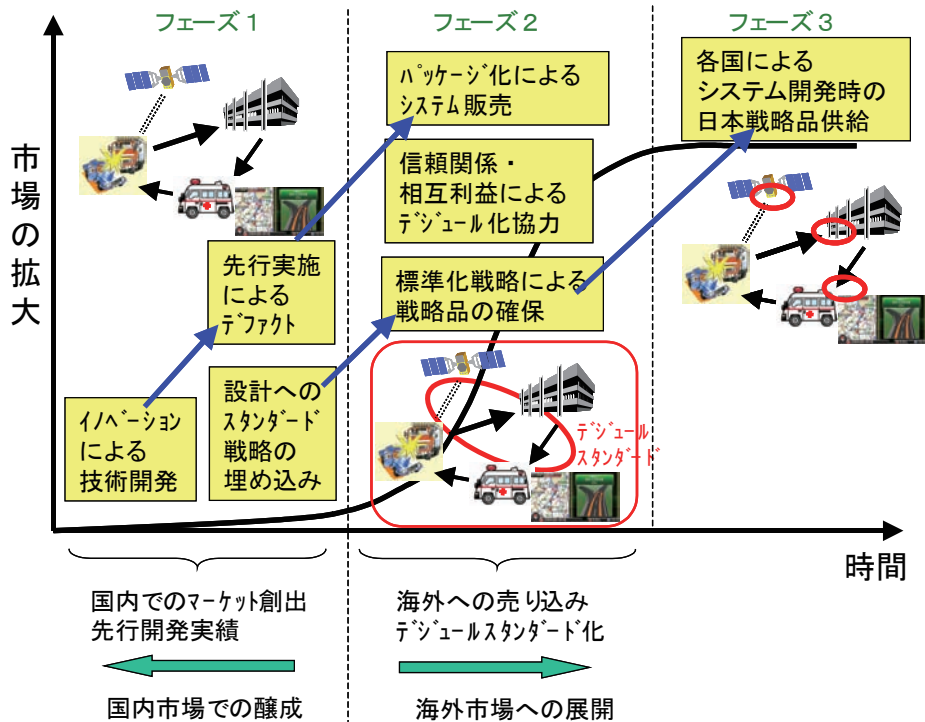 フェーズ1
フェーズ2
フェーズ3
市場の拡大
パッケージ化による
システム販売
各国による
システム開発時の
日本戦略品供給
信頼関係・
相互利益による
デジュール化協力
先行実施
による
デファクト
標準化戦略による
戦略品の確保
イノベーション
による
技術開発
設計への
スタンダード
戦略の
埋め込み
デジュール
スタンダード
時間
国内でのマーケット創出
先行開発実績
海外への売り込み
デジュールスタンダード化
国内市場での醸成
海外市場への展開